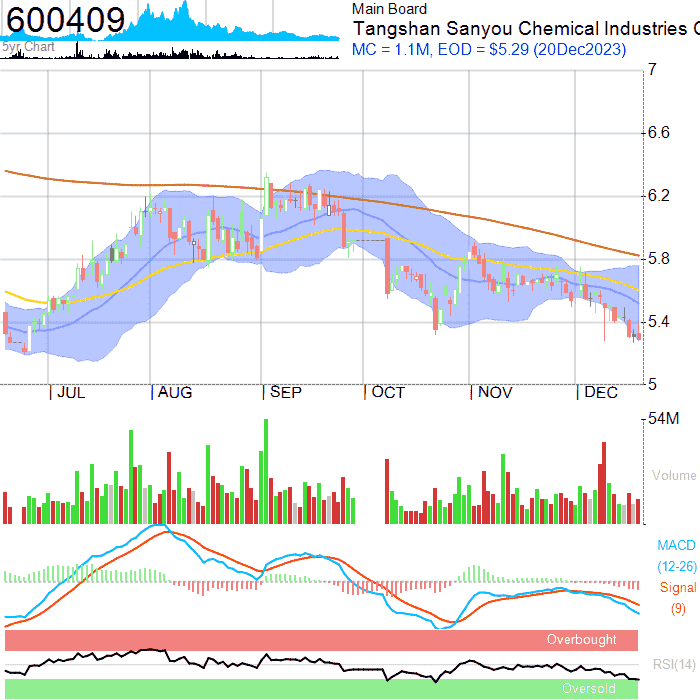 600409
5yr Chart
Main Board
Tangshan Sanyou Chemical Industries
MC = 1.1M, EOD = $5.29 (20Dec2023)
7
6.6
6.2
5.8
5.4
5
JUL AUG SEP OCT NOV DEC
54M
Volume
MACD
(12-26)
Signal
(9)
Overbought
RSI(14)
Oversold